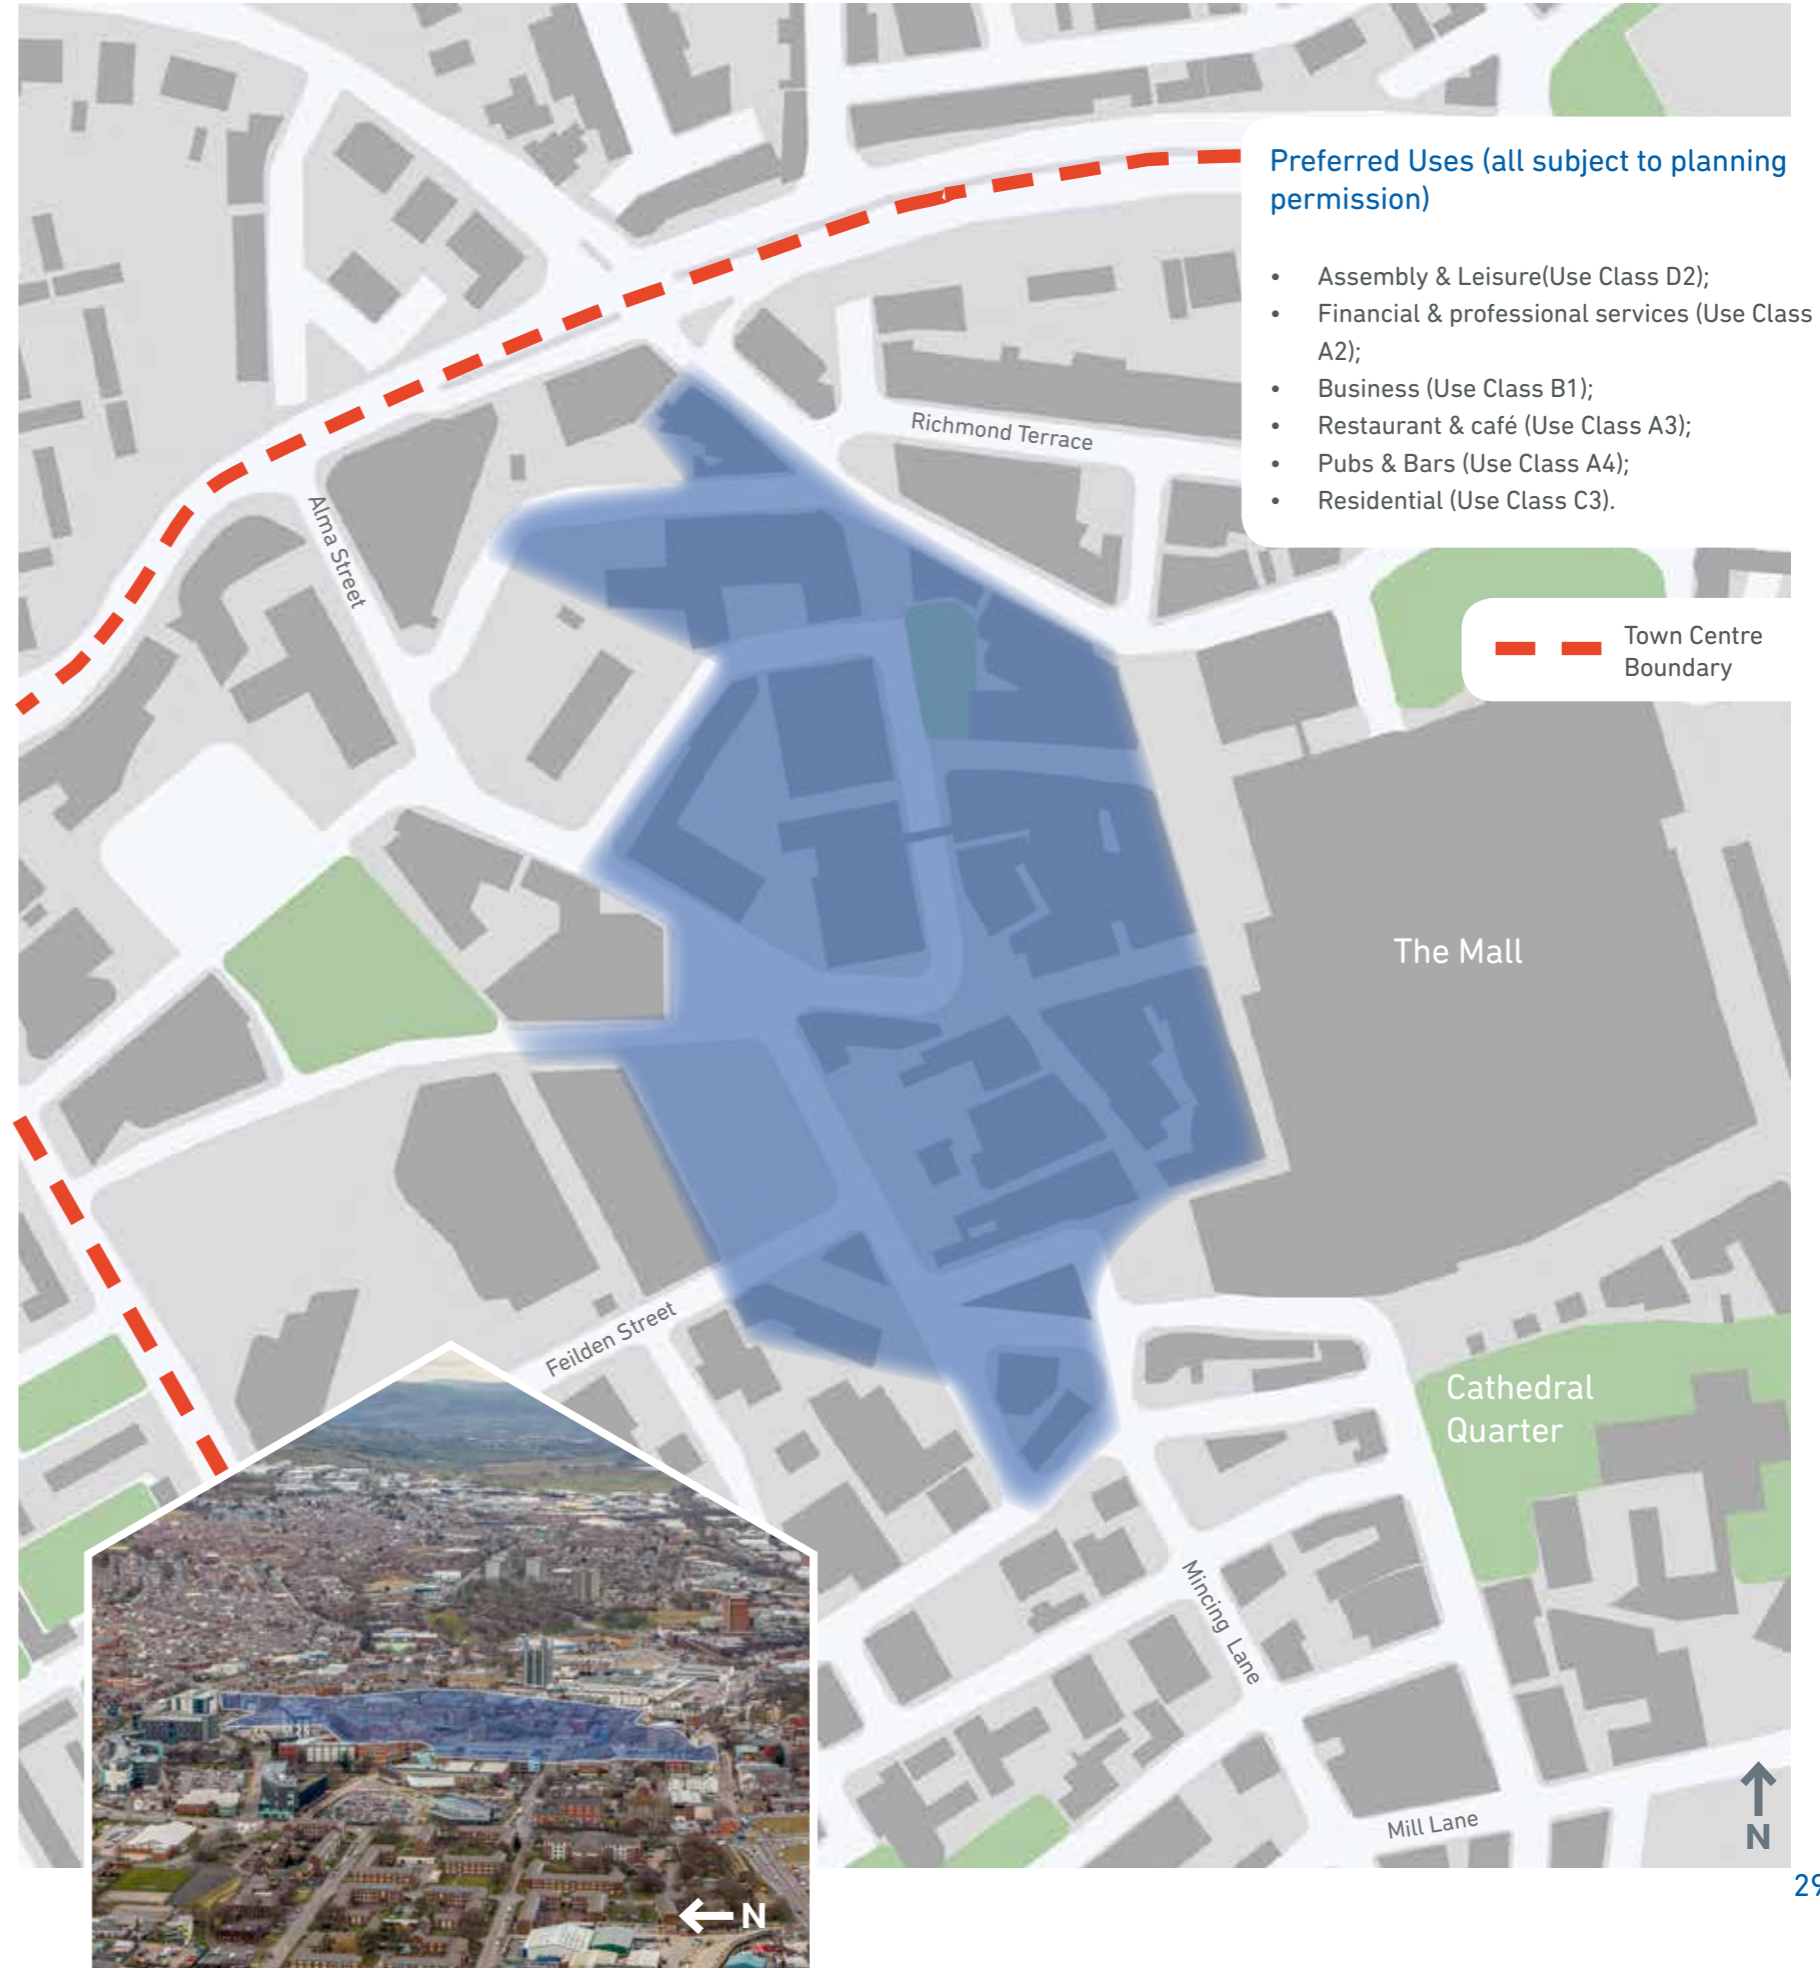 Preferred Uses (all subject to planning
permission)
• Assembly & Leisure(Use Class D2);
• Financial & professional services (Use Class
A2);
• Business (Use Class B1);
• Restaurant & café (Use Class A3);
• Pubs & Bars (Use Class A4);
• Residential (Use Class C3).
Richmond Terrace
Alma Street
Town Centre
Boundary
The Mall
Feilden Street
Cathedral
Quarter
Mincing Lane
Mill Lane
N
N
29